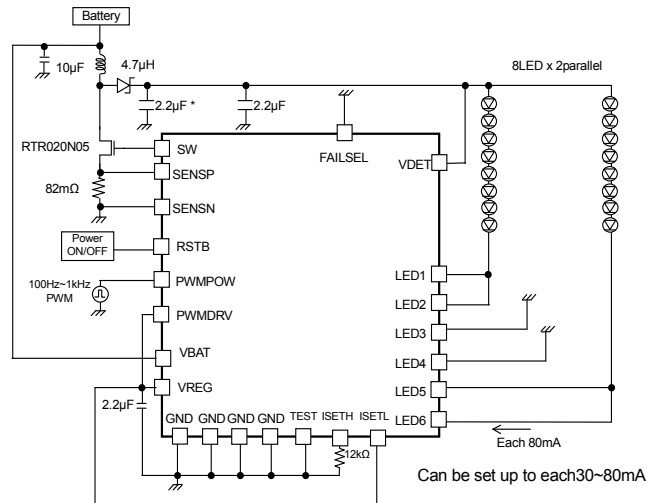 Battery
10μF
4.7μH
8LED x 2parallel
2.2μF *
2.2μF
RTR020N05
SW
FAILSEL
SENSP
VDET
82mΩ
SENSN
Power
ON/OFF
RSTB
LED1
100Hz~1kHz
PWM
PWMPOW
LED2
PWMDRV
LED3
VBAT
LED4
VREG
LED5
2.2μF
GND GND GND GND TEST ISETH ISETL
LED6
Each 80mA
12kΩ
Can be set up to each30~80mA